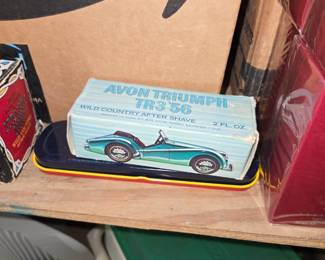 AVON TRIUMPH
TR3 '56
WILD COUNTRY AFTER SHAVE
2 FL. OZ.